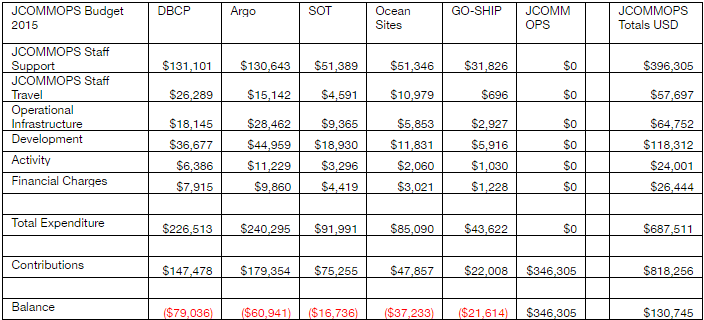 JCOMMOPS Budget 2015 DBCP Argo SOT Ocean Sites GO-SHIP JCOMM OPS JCOMMOPS Totals USD
JCOMMOPS Staff Support $131,101 $130,643 $51,389 $51,346 $31,826 $0 $396,305
JCOMMOPS Staff Travel $26,289 $15,142 $4,591 $10,979 $696 $0 $57,697
Operational Infrastructure $18,145 $28,462 $9,365 $5,853 $2,927 $0 $64,752
Development $36,677 $44,959 $18,930 $11,831 $5,916 $0 $118,312
Activity $6,386 $11,229 $3,296 $2,060 $1,030 $0 $24,001
Financial Charges $7,915 $9,860 $4,419 $3,021 $1,228 $0 $26,444
Total Expenditure $226,513 $240,295 $91,991 $85,090 $43,622 $0 $687,511
Contributions $147,478 $179,354 $75,255 $47,857 $22,008 $346,305 $818,256
Balance ($79,036) ($60,941) ($16,736) ($37,233) ($21,614) $346,305 $130,745